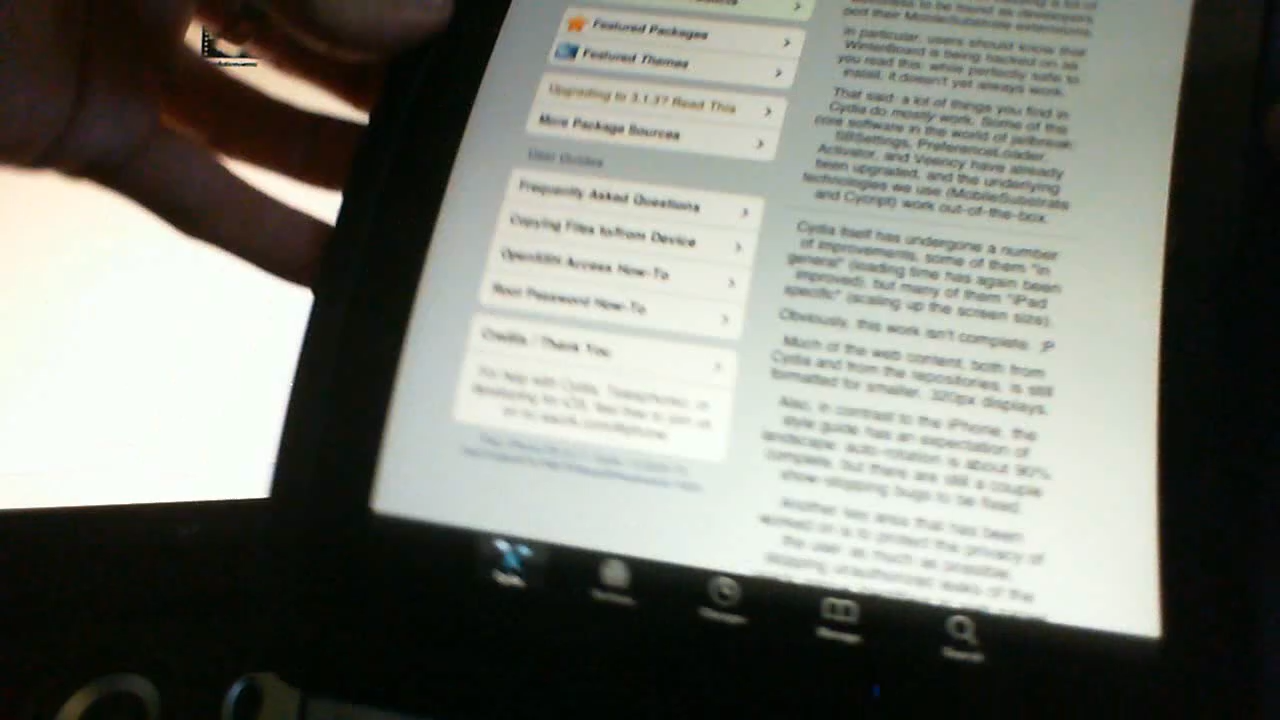 Featured Packages
Featured Themes
Upgrading to 3.1.3? Read This
More Package Sources
User Guides
Frequently Asked Questions
Copying Files to/from Device
OpenSSH Access How-To
Root Password How-To
Credits / Thank You
port their MobileSubstrate extensions.
In particular, users should know that
WinterBoard is being hacked on as
you read this: while perfectly safe to
install, it doesn't yet always work.
That said: a lot of things you find in
Cydia do mostly work. Some of the
core software in the world of jailbreak:
SBSettings, PreferenceLoader,
Activator, and Veency have already
been upgraded, and the underlying
technologies we use (MobileSubstrate
and Cycript) work out-of-the-box.
Cydia itself has undergone a number
of improvements, some of them "in
general" (loading time has again been
improved), but many of them "iPad
specific" (scaling up the screen size).
Obviously, this work isn't complete. ;P
Much of the web content, both from
Cydia and from the repositories, is still
formatted for smaller, 320px displays.
Also, in contrast to the iPhone, the
style guide has an expectation of
landscape: auto-rotation is about 90%
complete, but there are still a couple
show-stopping bugs to be fixed.
Another key area that has been
worked on is to protect the privacy of
the user as much as possible,
stopping unauthorized leaks of the